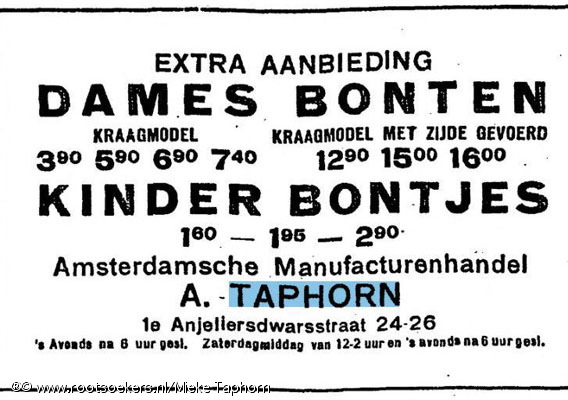 EXTRA AANBIEDING
DAMES BONTEN
KRAAGMODEL KRAAGMODEL MET ZIJDE GEVOERD
3⁹⁰ 5⁹⁰ 6⁹⁰ 7⁴⁰ 12⁹⁰ 15⁰⁰ 16⁰⁰
KINDER BONTJES
1⁶⁰ — 1⁹⁵ — 2⁹⁰
Amsterdamsche Manufacturenhandel
A. TAPHORN
1e Anjeliersdwarsstraat 24-26
's Avonds na 6 uur gesl. Zaterdagmiddag van 12-2 uur en 's avonds na 6 uur gesl.
© www.rootsoekers.nl/Mieke Taphorn